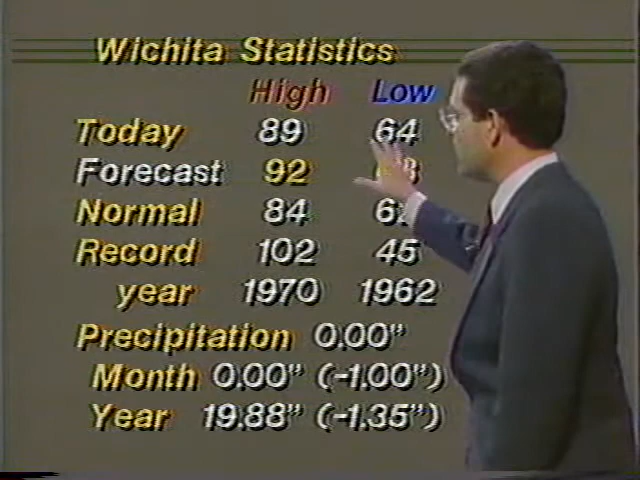 Wichita Statistics
High Low
Today 89 64
Forecast 92
Normal 84
Record 102 45
year 1970 1962
Precipitation 0.00"
Month 0.00" (-1.00")
Year 19.88" (-1.35")